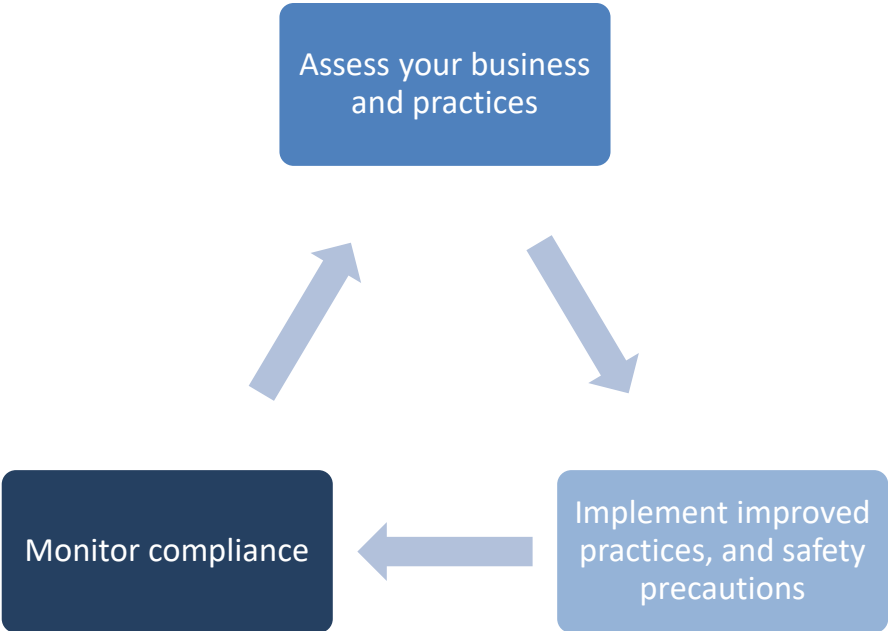 Assess your business
and practices
Implement improved
practices, and safety
precautions
Monitor compliance